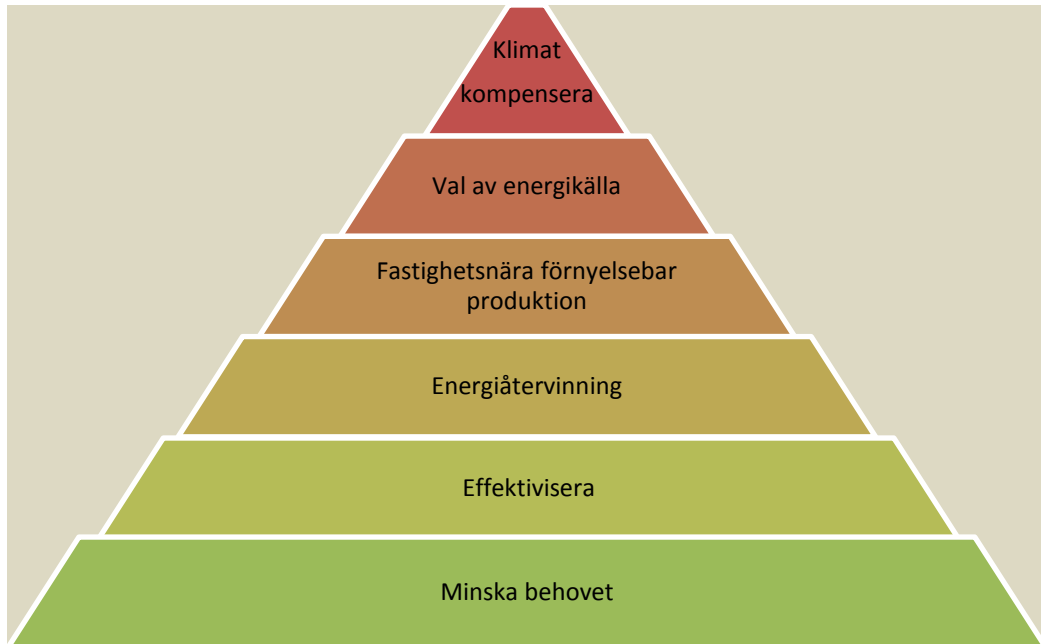 Klimat
kompensera
Val av energikälla
Fastighetsnära förnyelsebar
produktion
Energiåtervinning
Effektivisera
Minska behovet